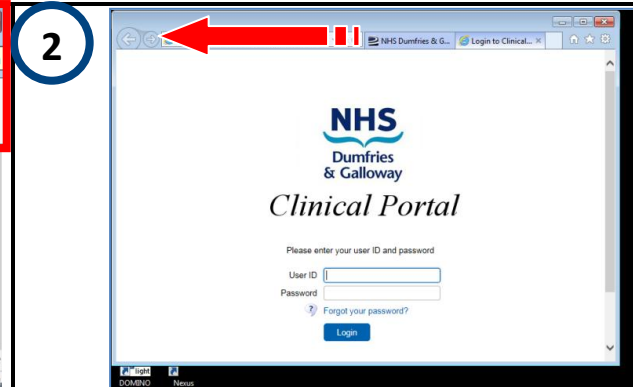 2
NHS Dumfries & G...
Login to Clinical...
NHS
Dumfries
& Galloway
Clinical Portal
Please enter your user ID and password
User ID
Password
Forgot your password?
Login
light
DOMINO Nexus